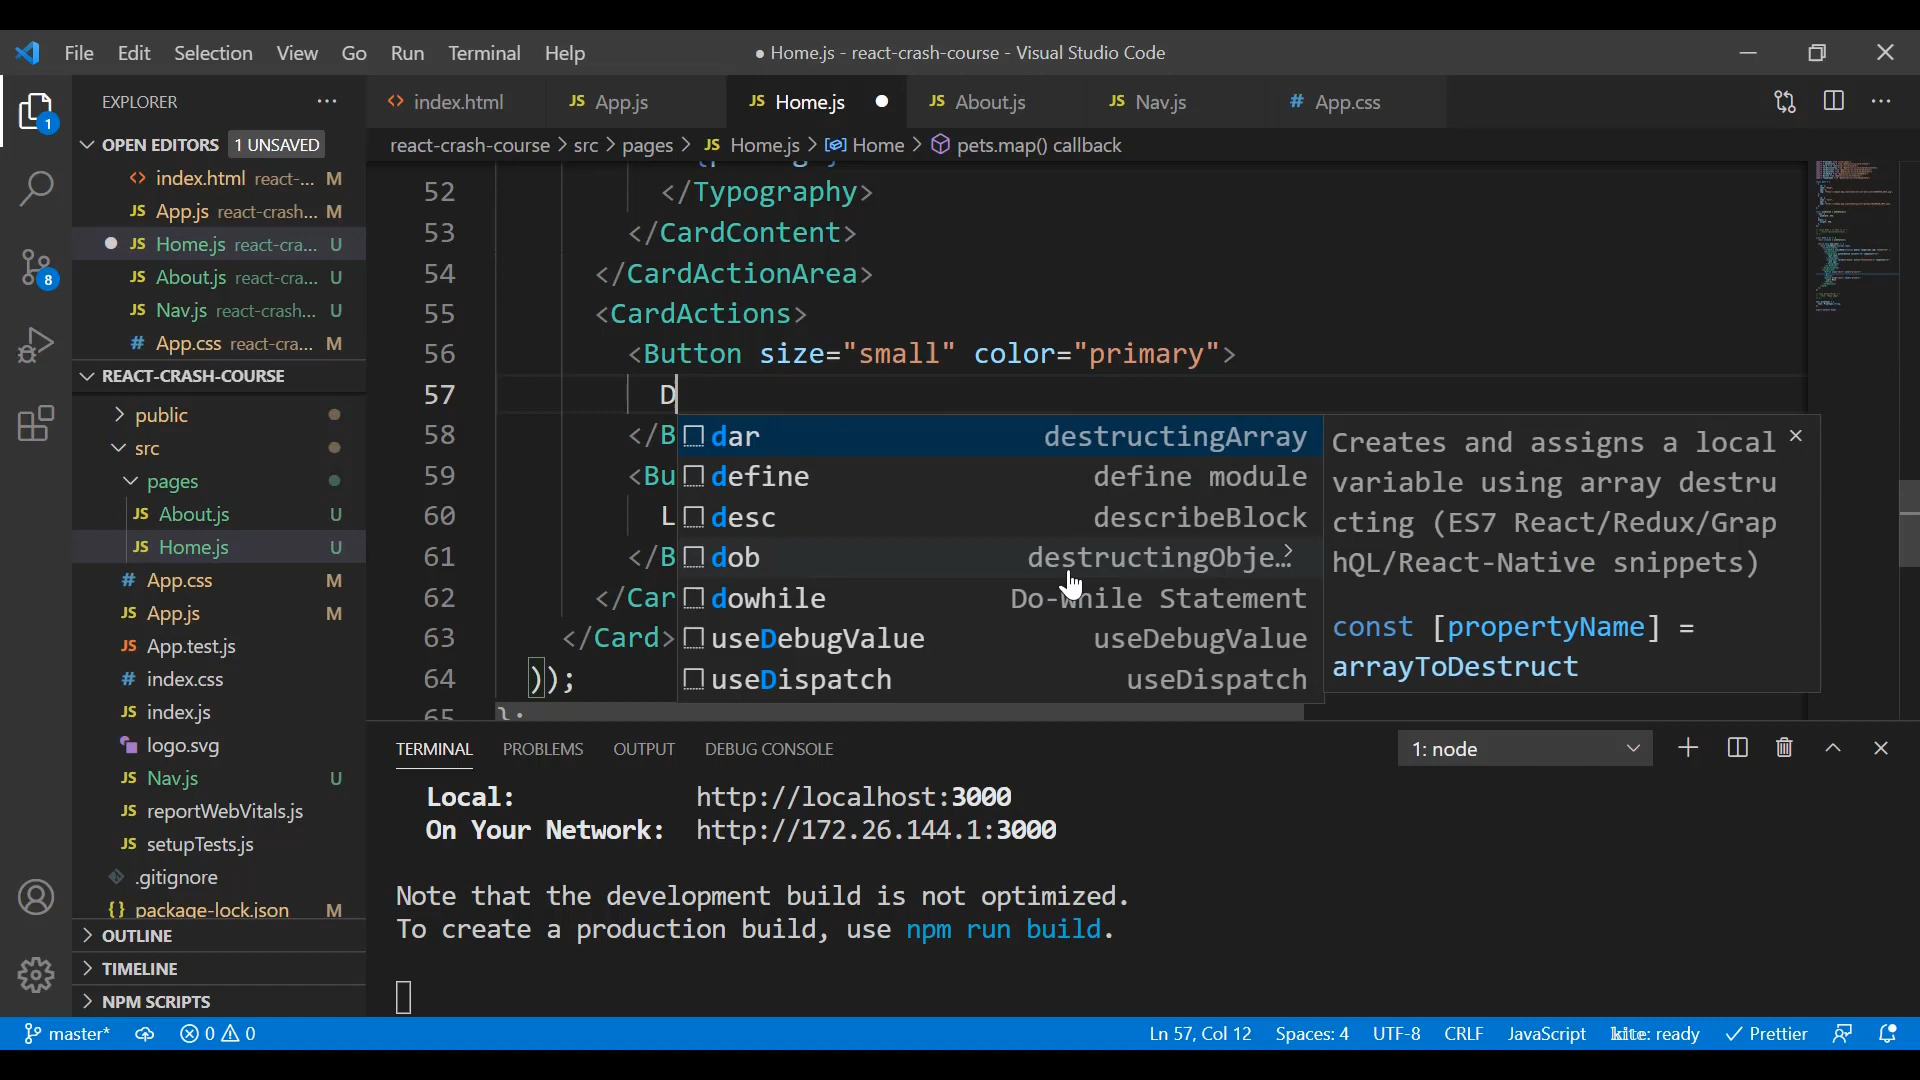 File Edit Selection View Go Run Terminal Help
● Home.js - react-crash-course - Visual Studio Code
EXPLORER
OPEN EDITORS 1 UNSAVED
index.html react-... M
App.js react-crash... M
Home.js react-cra... U
About.js react-cra... U
Nav.js react-crash... U
App.css react-cra... M
REACT-CRASH-COURSE
public
src
pages
About.js U
Home.js U
App.css M
App.js M
App.test.js
index.css
index.js
logo.svg
Nav.js U
reportWebVitals.js
setupTests.js
.gitignore
package-lock.json M
OUTLINE
TIMELINE
NPM SCRIPTS
1
8
index.html JS App.js JS Home.js JS About.js JS Nav.js # App.css
react-crash-course > src > pages > JS Home.js > Home > pets.map() callback
52 </Typography>
53 </CardContent>
54 </CardActionArea>
55 <CardActions>
56 <Button size="small" color="primary">
57 D
58 </B
59 <Bu
60 L
61 </B
62 </Car
63 </Card>
64 ));
65 };
dar destructingArray
define define module
desc describeBlock
dob destructingObje…
dowhile Do-While Statement
useDebugValue useDebugValue
useDispatch useDispatch
Creates and assigns a local
variable using array destru
cting (ES7 React/Redux/Grap
hQL/React-Native snippets)
const [propertyName] =
arrayToDestruct
TERMINAL PROBLEMS OUTPUT DEBUG CONSOLE 1: node
Local: http://localhost:3000
On Your Network: http://172.26.144.1:3000
Note that the development build is not optimized.
To create a production build, use npm run build.
master* 0 0 Ln 57, Col 12 Spaces: 4 UTF-8 CRLF JavaScript kite: ready Prettier